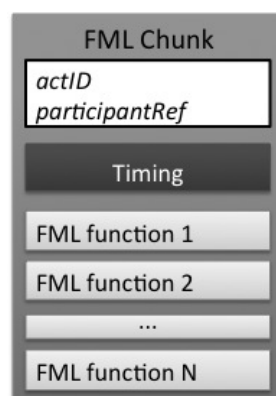 FML Chunk
actID
participantRef
Timing
FML function 1
FML function 2
...
FML function N